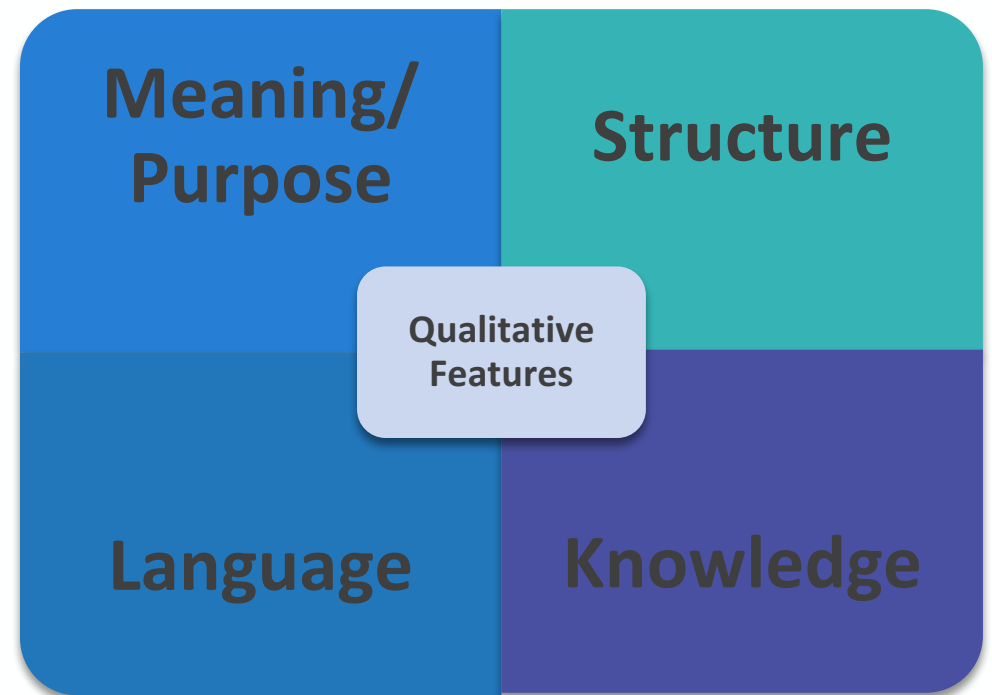 Meaning/
Purpose
Structure
Qualitative
Features
Language
Knowledge